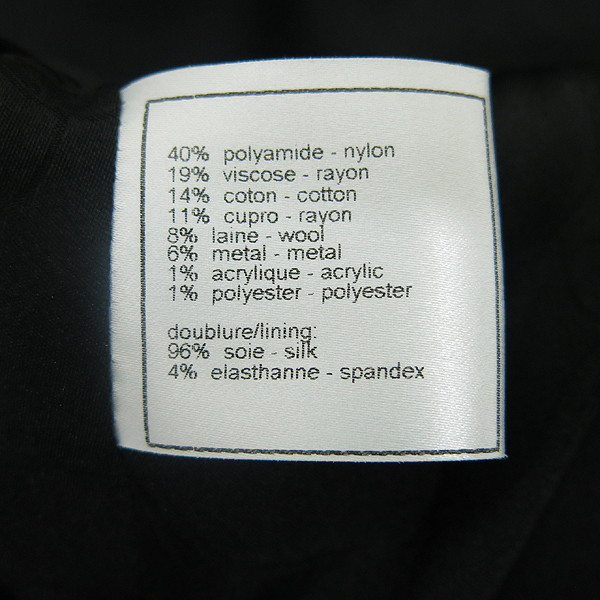 40% polyamide - nylon
19% viscose - rayon
14% coton - cotton
11% cupro - rayon
8% laine - wool
6% metal - metal
1% acrylique - acrylic
1% polyester - polyester
doublure/lining:
96% soie - silk
4% elasthanne - spandex